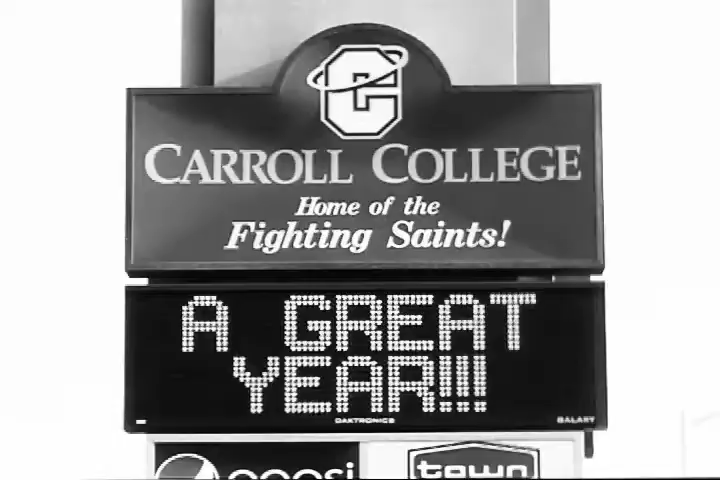 C
CARROLL COLLEGE
Home of the
Fighting Saints!
A GREAT
YEAR!!!
DAKTRONICS
GALAXY
pepsi
town